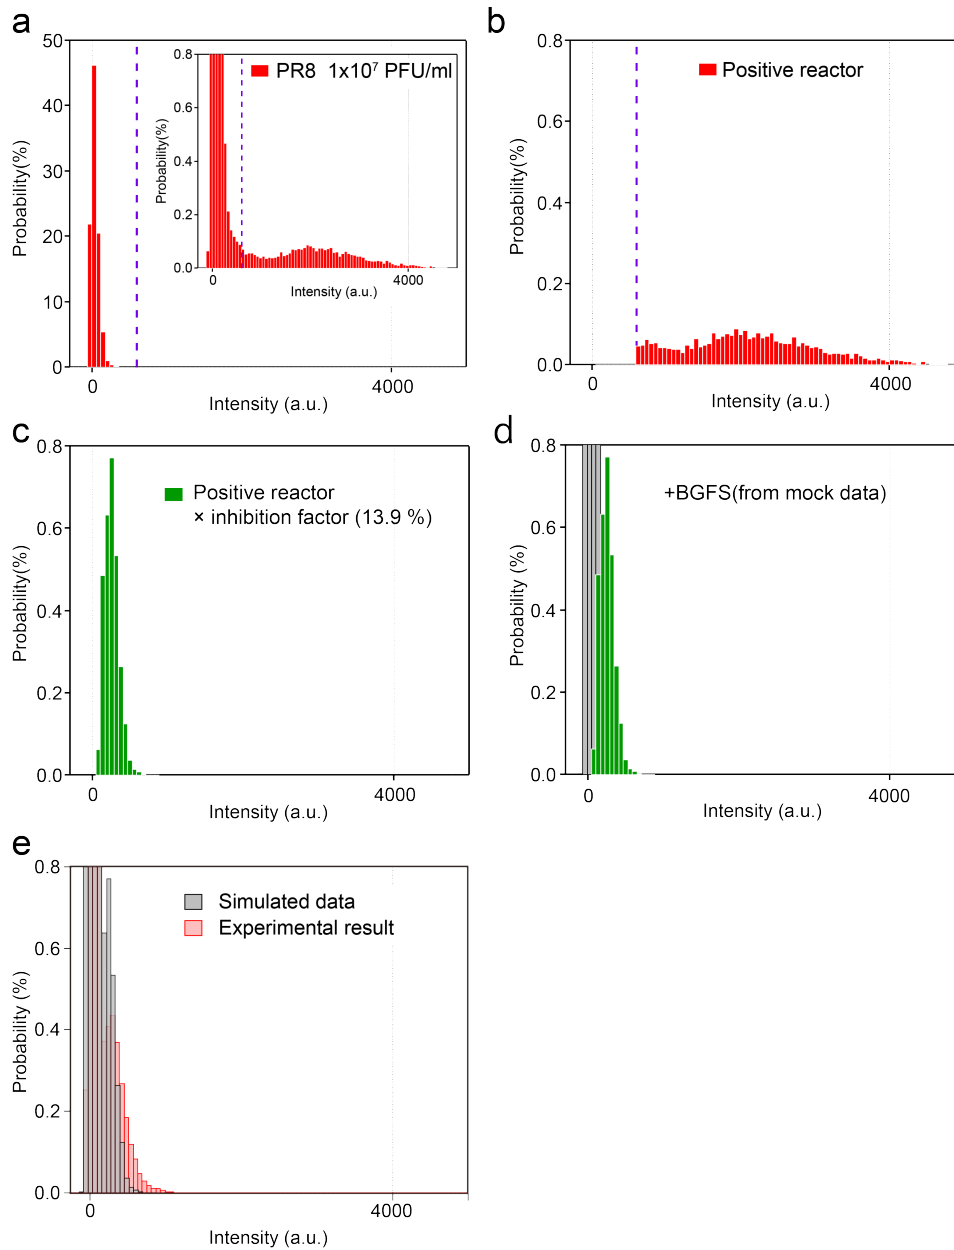 a
50
40
30
20
10
0
Probability(%)
0
4000
Intensity (a.u.)
0.8
0.6
0.4
0.2
0.0
Probability(%)
PR8 1x10⁷ PFU/ml
0
4000
Intensity (a.u.)
b
0.8
0.6
0.4
0.2
0.0
Probability(%)
Positive reactor
0
4000
Intensity (a.u.)
c
0.8
0.6
0.4
0.2
0.0
Probability(%)
Positive reactor
× inhibition factor (13.9 %)
0
4000
Intensity (a.u.)
d
0.8
0.6
0.4
0.2
0.0
Probability (%)
+BGFS(from mock data)
0
4000
Intensity (a.u.)
e
0.8
0.6
0.4
0.2
0.0
Probability (%)
Simulated data
Experimental result
0
4000
Intensity (a.u.)